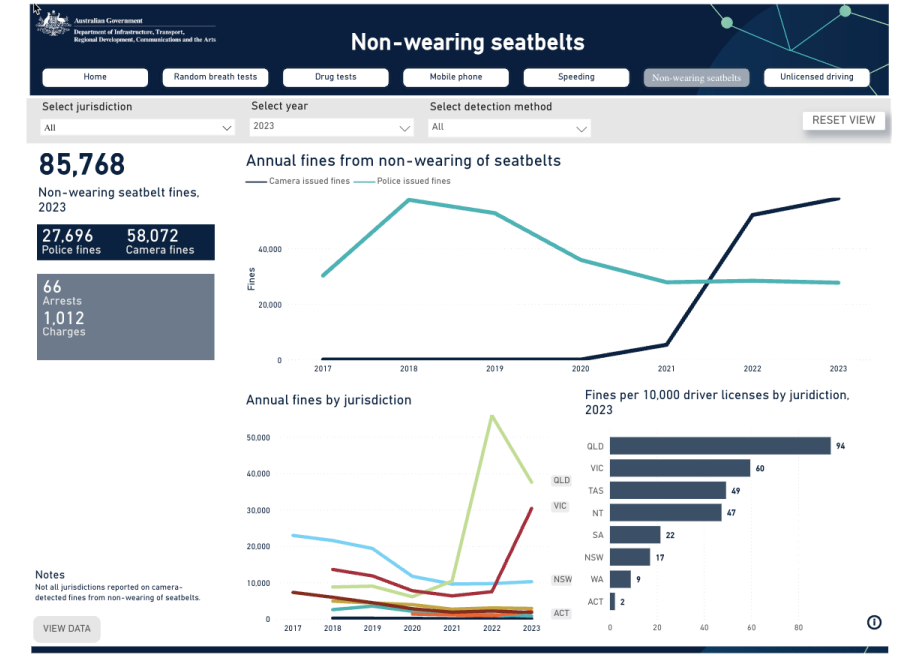 Australian Government
Department of Infrastructure, Transport,
Regional Development, Communications and the Arts
Non-wearing seatbelts
Home
Random breath tests
Drug tests
Mobile phone
Speeding
Non-wearing seatbelts
Unlicensed driving
Select jurisdiction
Select year
Select detection method
All
2023
All
RESET VIEW
85,768
Non-wearing seatbelt fines,
2023
27,696
Police fines
58,072
Camera fines
66
Arrests
1,012
Charges
Annual fines from non-wearing of seatbelts
Camera issued fines
Police issued fines
Fines
40,000
20,000
0
2017 2018 2019 2020 2021 2022 2023
Annual fines by jursdiction
50,000
40,000
30,000
20,000
10,000
0
QLD
VIC
NSW
ACT
2017 2018 2019 2020 2021 2022 2023
Fines per 10,000 driver licenses by juridiction,
2023
QLD 94
VIC 60
TAS 49
NT 47
SA 22
NSW 17
WA 9
ACT 2
0 20 40 60 80
Notes
Not all jurisdictions reported on camera-
detected fines from non-wearing of seatbelts.
VIEW DATA